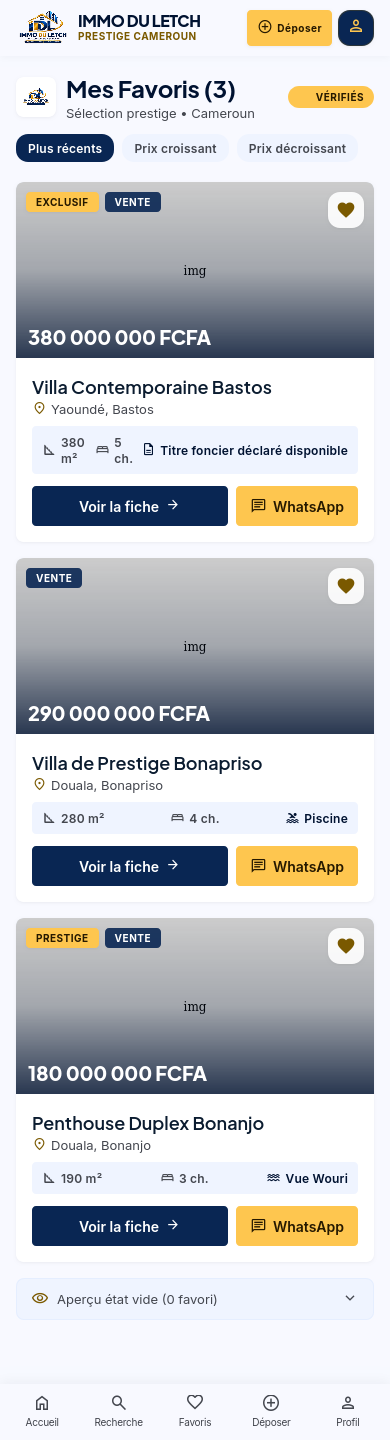 IMMO DU LETCH
PRESTIGE CAMEROUN
Déposer
Mes Favoris (3)
Sélection prestige • Cameroun
VÉRIFIÉS
Plus récents
Prix croissant
Prix décroissant
EXCLUSIF
VENTE
img
380 000 000 FCFA
Villa Contemporaine Bastos
Yaoundé, Bastos
380 m²
5 ch.
Titre foncier déclaré disponible
Voir la fiche
WhatsApp
VENTE
img
290 000 000 FCFA
Villa de Prestige Bonapriso
Douala, Bonapriso
280 m²
4 ch.
Piscine
Voir la fiche
WhatsApp
PRESTIGE
VENTE
img
180 000 000 FCFA
Penthouse Duplex Bonanjo
Douala, Bonanjo
190 m²
3 ch.
Vue Wouri
Voir la fiche
WhatsApp
Aperçu état vide (0 favori)
Accueil
Recherche
Favoris
Déposer
Profil